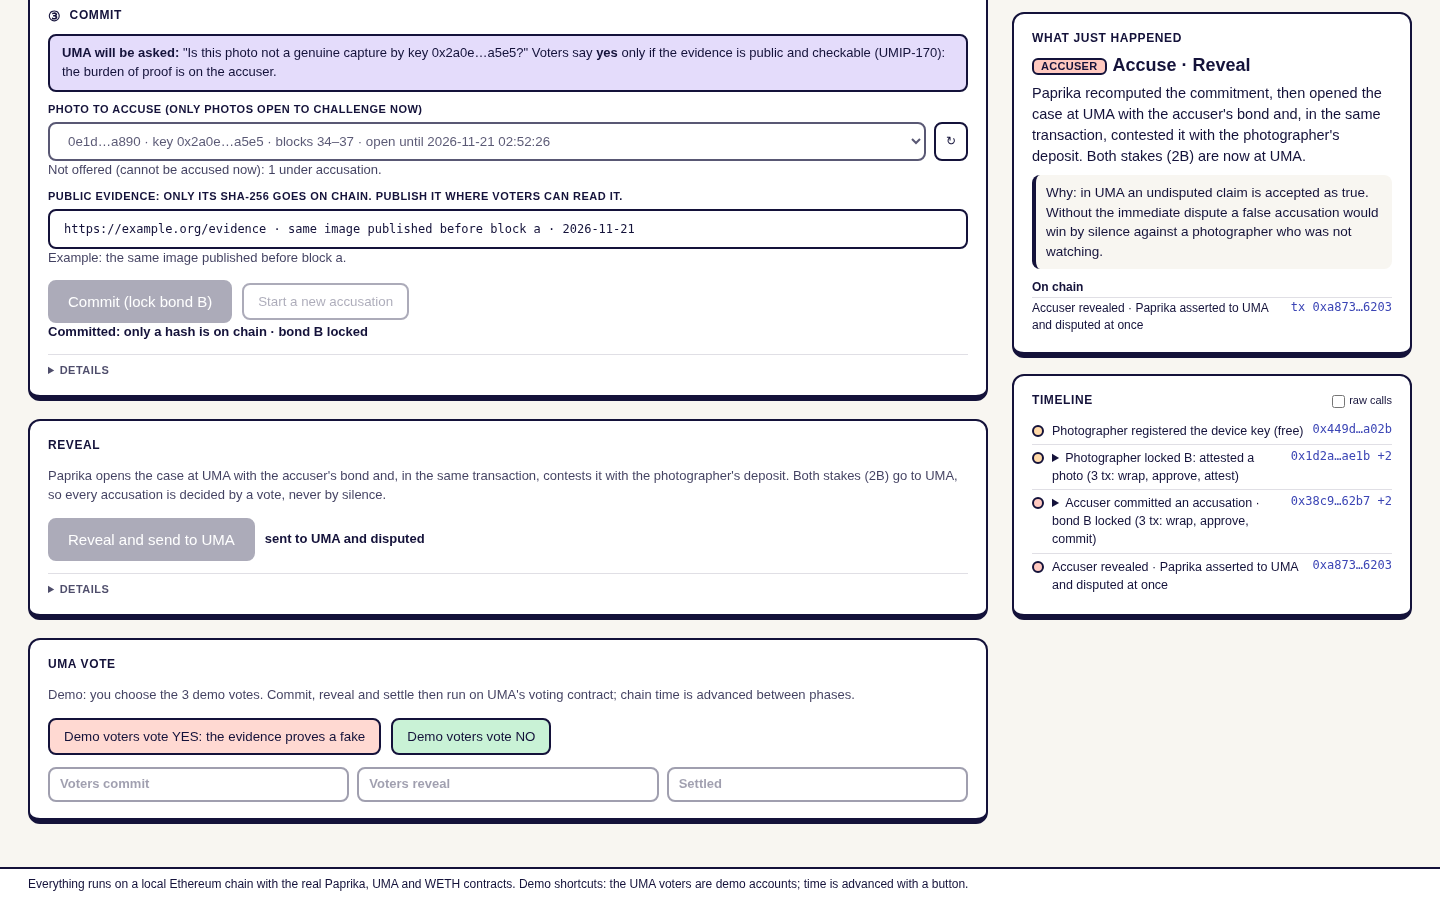 ③ COMMIT
UMA will be asked: "Is this photo not a genuine capture by key 0x2a0e…a5e5?" Voters say yes only if the evidence is public and checkable (UMIP-170):
the burden of proof is on the accuser.
PHOTO TO ACCUSE (ONLY PHOTOS OPEN TO CHALLENGE NOW)
0e1d…a890 · key 0x2a0e…a5e5 · blocks 34–37 · open until 2026-11-21 02:52:26
↻
Not offered (cannot be accused now): 1 under accusation.
PUBLIC EVIDENCE: ONLY ITS SHA-256 GOES ON CHAIN. PUBLISH IT WHERE VOTERS CAN READ IT.
https://example.org/evidence · same image published before block a · 2026-11-21
Example: the same image published before block a.
Commit (lock bond B)
Start a new accusation
Committed: only a hash is on chain · bond B locked
▶ DETAILS
REVEAL
Paprika opens the case at UMA with the accuser's bond and, in the same transaction, contests it with the photographer's deposit. Both stakes (2B) go to UMA,
so every accusation is decided by a vote, never by silence.
Reveal and send to UMA
sent to UMA and disputed
▶ DETAILS
UMA VOTE
Demo: you choose the 3 demo votes. Commit, reveal and settle then run on UMA's voting contract; chain time is advanced between phases.
Demo voters vote YES: the evidence proves a fake
Demo voters vote NO
Voters commit
Voters reveal
Settled
WHAT JUST HAPPENED
ACCUSER Accuse · Reveal
Paprika recomputed the commitment, then opened the
case at UMA with the accuser's bond and, in the same
transaction, contested it with the photographer's
deposit. Both stakes (2B) are now at UMA.
Why: in UMA an undisputed claim is accepted as true.
Without the immediate dispute a false accusation would
win by silence against a photographer who was not
watching.
On chain
Accuser revealed · Paprika asserted to UMA tx 0xa873…6203
and disputed at once
TIMELINE
raw calls
Photographer registered the device key (free) 0x449d…a02b
▶ Photographer locked B: attested a 0x1d2a…ae1b +2
photo (3 tx: wrap, approve, attest)
▶ Accuser committed an accusation · 0x38c9…62b7 +2
bond B locked (3 tx: wrap, approve,
commit)
Accuser revealed · Paprika asserted to UMA 0xa873…6203
and disputed at once
Everything runs on a local Ethereum chain with the real Paprika, UMA and WETH contracts. Demo shortcuts: the UMA voters are demo accounts; time is advanced with a button.